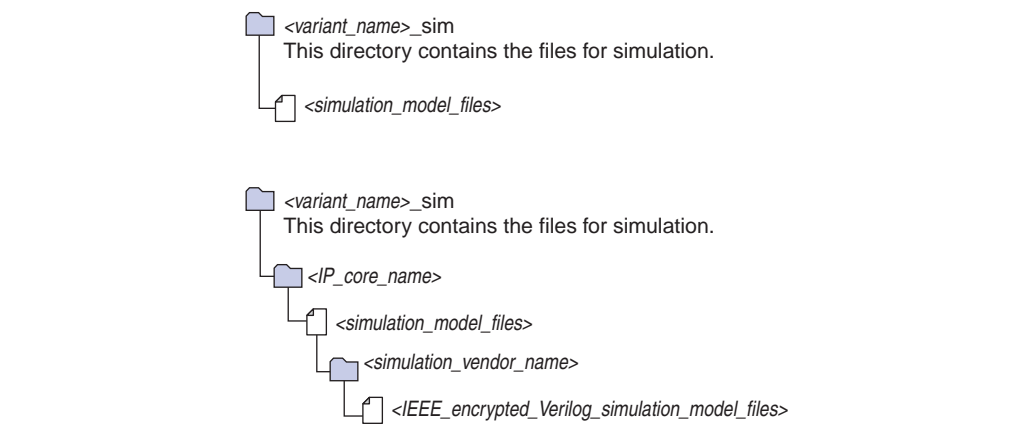 <variant_name>_sim
This directory contains the files for simulation.
<simulation_model_files>
<variant_name>_sim
This directory contains the files for simulation.
<IP_core_name>
<simulation_model_files>
<simulation_vendor_name>
<IEEE_encrypted_Verilog_simulation_model_files>